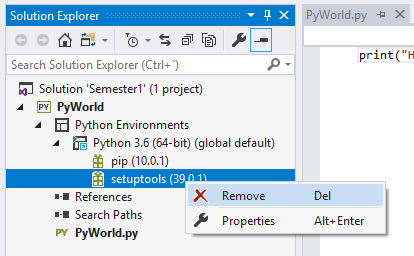 Solution Explorer
PyWorld.py
Search Solution Explorer (Ctrl+`)
print("H
Solution 'Semester1' (1 project)
PY PyWorld
Python Environments
Python 3.6 (64-bit) (global default)
pip (10.0.1)
setuptools (39.0.1)
References
Remove Del
Search Paths
Properties Alt+Enter
PY PyWorld.py